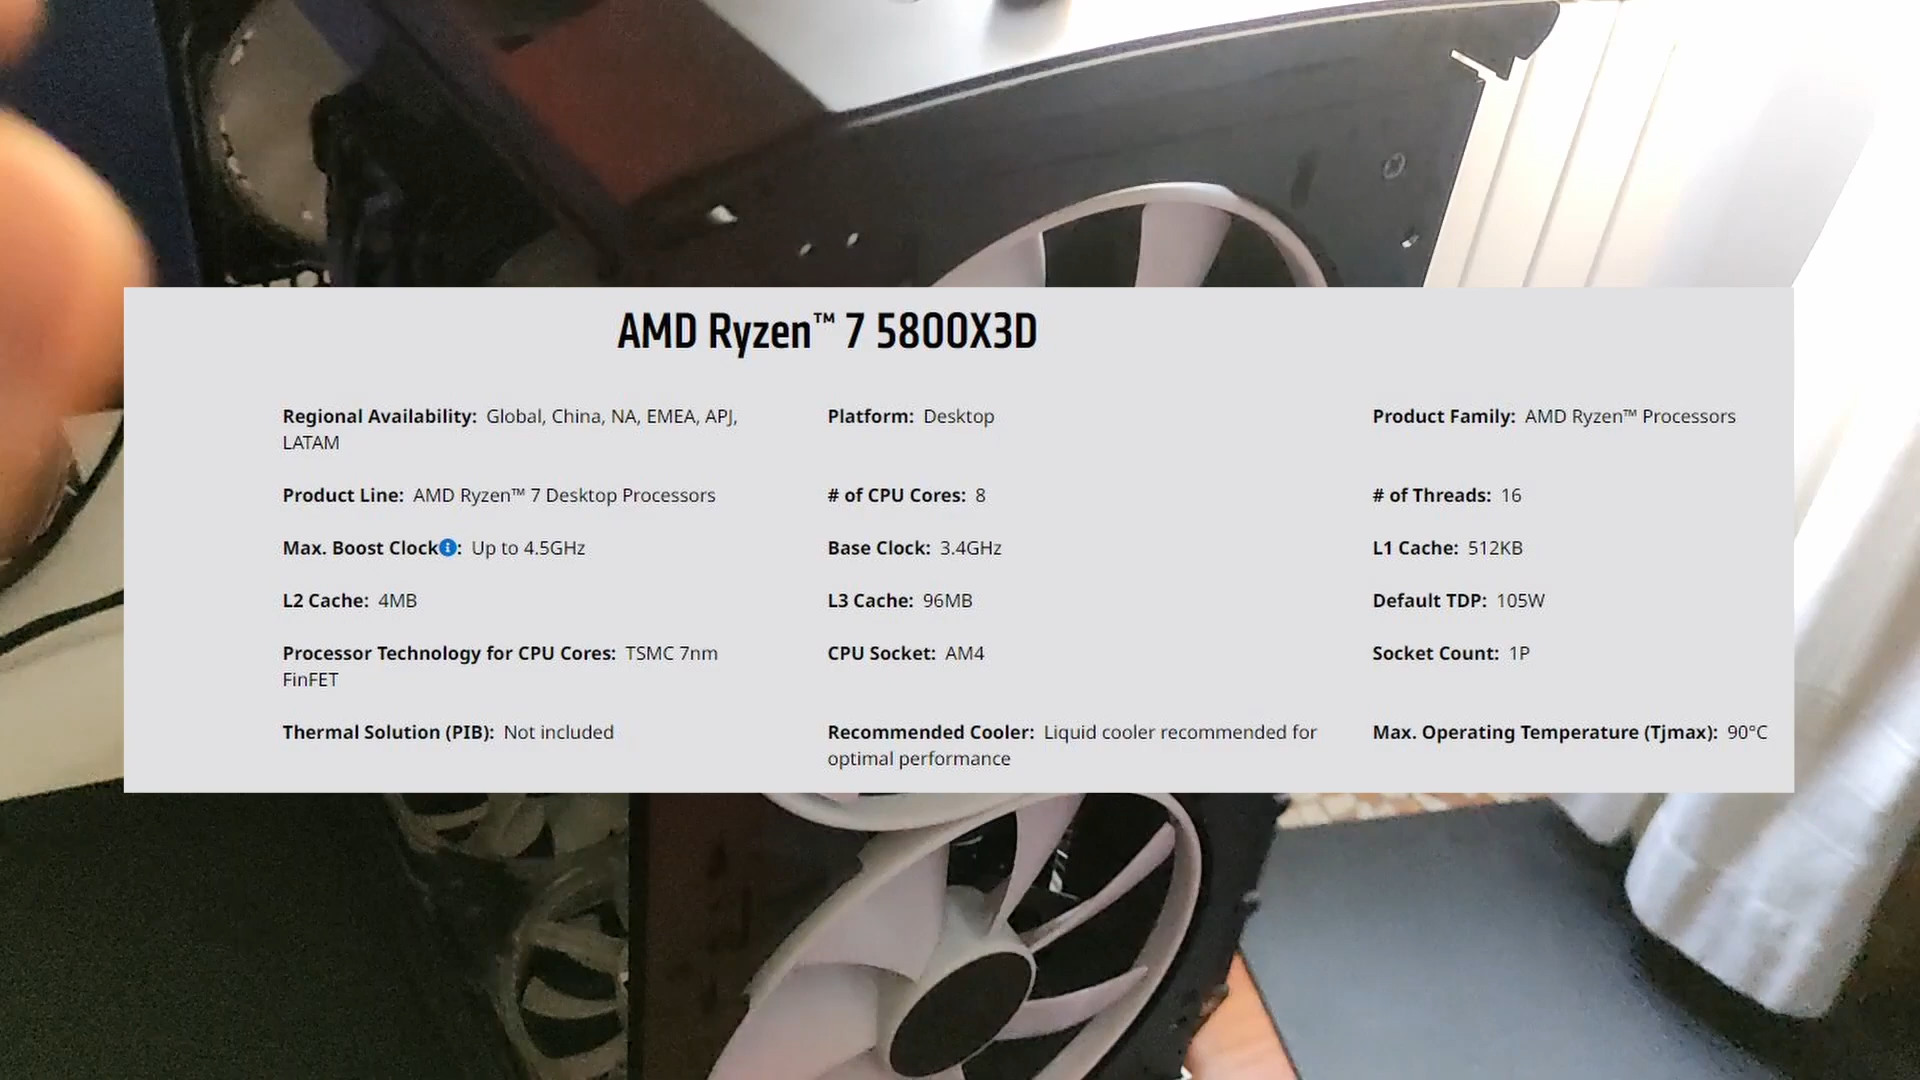 AMD Ryzen™ 7 5800X3D
Regional Availability: Global, China, NA, EMEA, APJ,
LATAM
Platform: Desktop
Product Family: AMD Ryzen™ Processors
Product Line: AMD Ryzen™ 7 Desktop Processors
# of CPU Cores: 8
# of Threads: 16
Max. Boost Clock: Up to 4.5GHz
Base Clock: 3.4GHz
L1 Cache: 512KB
L2 Cache: 4MB
L3 Cache: 96MB
Default TDP: 105W
Processor Technology for CPU Cores: TSMC 7nm
FinFET
CPU Socket: AM4
Socket Count: 1P
Thermal Solution (PIB): Not included
Recommended Cooler: Liquid cooler recommended for
optimal performance
Max. Operating Temperature (Tjmax): 90°C